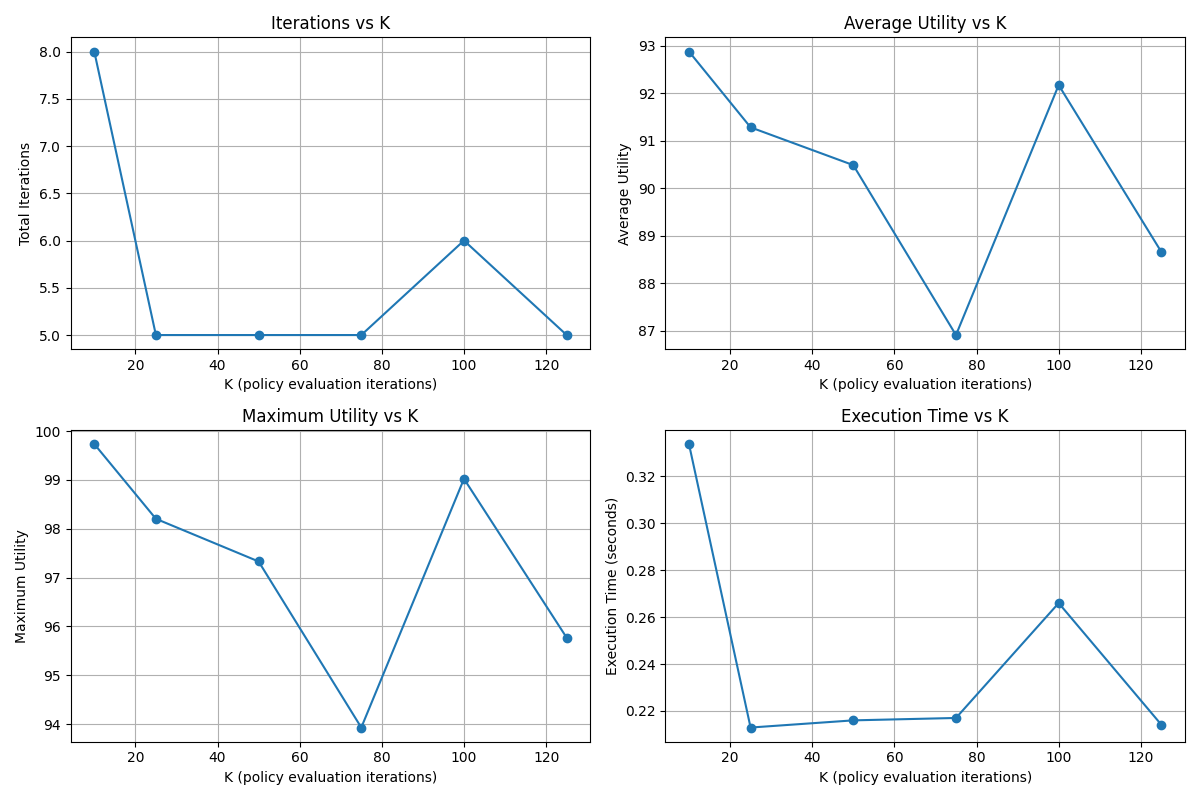 Iterations vs K
Total Iterations
8.0
7.5
7.0
6.5
6.0
5.5
5.0
20 40 60 80 100 120
K (policy evaluation iterations)
Average Utility vs K
Average Utility
93
92
91
90
89
88
87
20 40 60 80 100 120
K (policy evaluation iterations)
Maximum Utility vs K
Maximum Utility
100
99
98
97
96
95
94
20 40 60 80 100 120
K (policy evaluation iterations)
Execution Time vs K
Execution Time (seconds)
0.32
0.30
0.28
0.26
0.24
0.22
20 40 60 80 100 120
K (policy evaluation iterations)